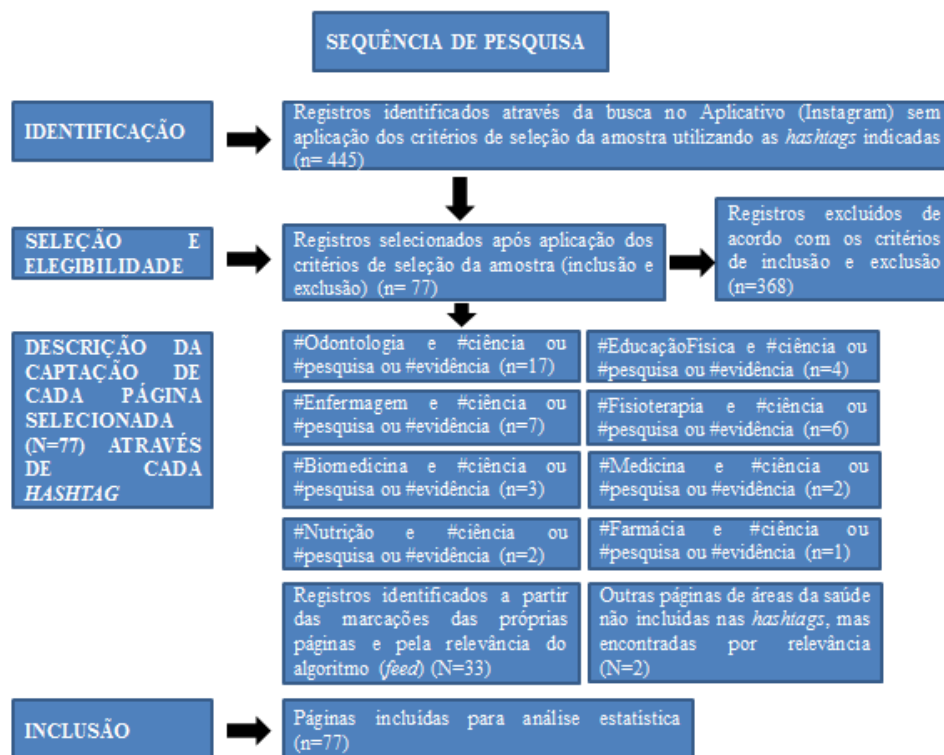 SEQUÊNCIA DE PESQUISA
IDENTIFICAÇÃO
Registros identificados através da busca no Aplicativo (Instagram) sem
aplicação dos critérios de seleção da amostra utilizando as hashtags indicadas
(n= 445)
SELEÇÃO E
ELEGIBILIDADE
Registros selecionados após aplicação dos
critérios de seleção da amostra (inclusão e
exclusão) (n= 77)
Registros excluídos de
acordo com os critérios
de inclusão e exclusão
(n=368)
DESCRIÇÃO DA
CAPTAÇÃO DE
CADA PÁGINA
SELECIONADA
(N=77) ATRAVÉS
DE CADA
HASHTAG
#Odontologia e #ciência ou
#pesquisa ou #evidência (n=17)
#EducaçãoFísica e #ciência ou
#pesquisa ou #evidência (n=4)
#Enfermagem e #ciência ou
#pesquisa ou #evidência (n=7)
#Fisioterapia e #ciência ou
#pesquisa ou #evidência (n=6)
#Biomedicina e #ciência ou
#pesquisa ou #evidência (n=3)
#Medicina e #ciência ou
#pesquisa ou #evidência (n=2)
#Nutrição e #ciência ou
#pesquisa ou #evidência (n=2)
#Farmácia e #ciência ou
#pesquisa ou #evidência (n=1)
Registros identificados a partir
das marcações das próprias
páginas e pela relevância do
algoritmo (feed) (N=33)
Outras páginas de áreas da saúde
não incluídas nas hashtags, mas
encontradas por relevância
(N=2)
INCLUSÃO
Páginas incluídas para análise estatística
(n=77)